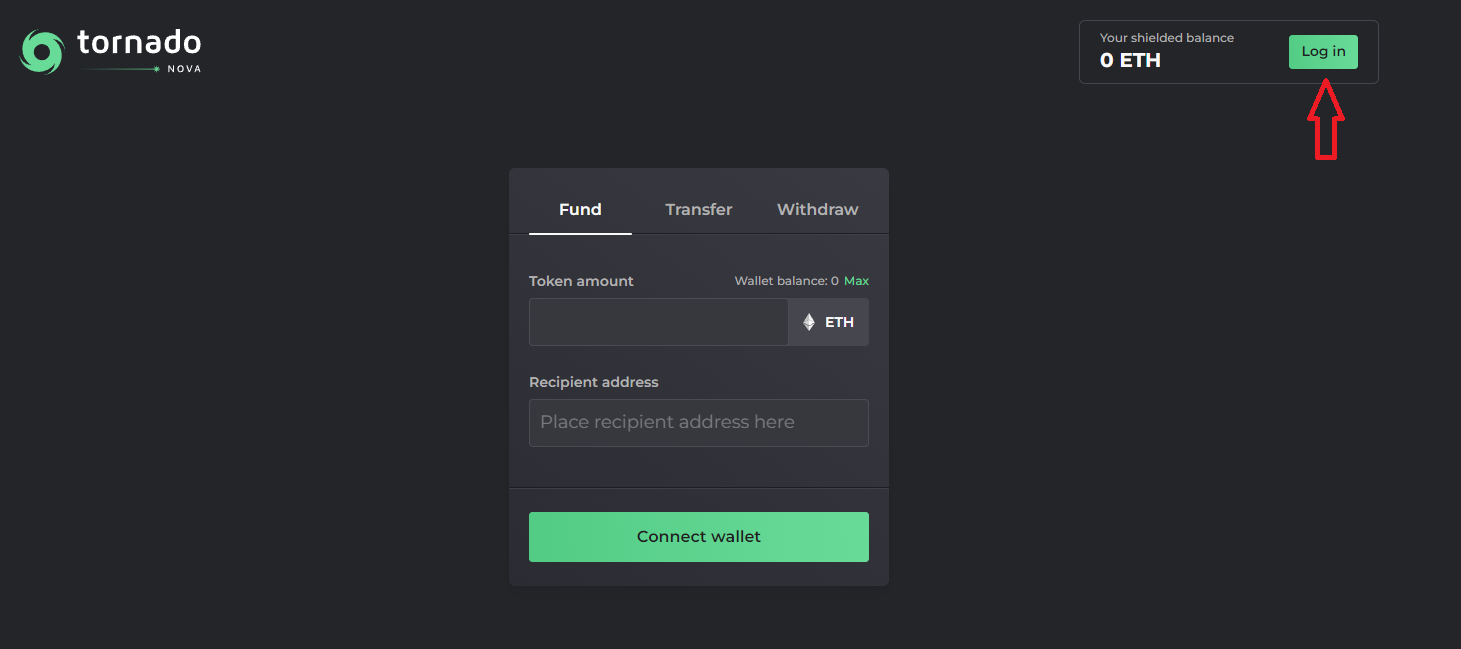 tornado
NOVA
Your shielded balance
0 ETH
Log in
Fund Transfer Withdraw
Token amount Wallet balance: 0 Max
ETH
Recipient address
Place recipient address here
Connect wallet